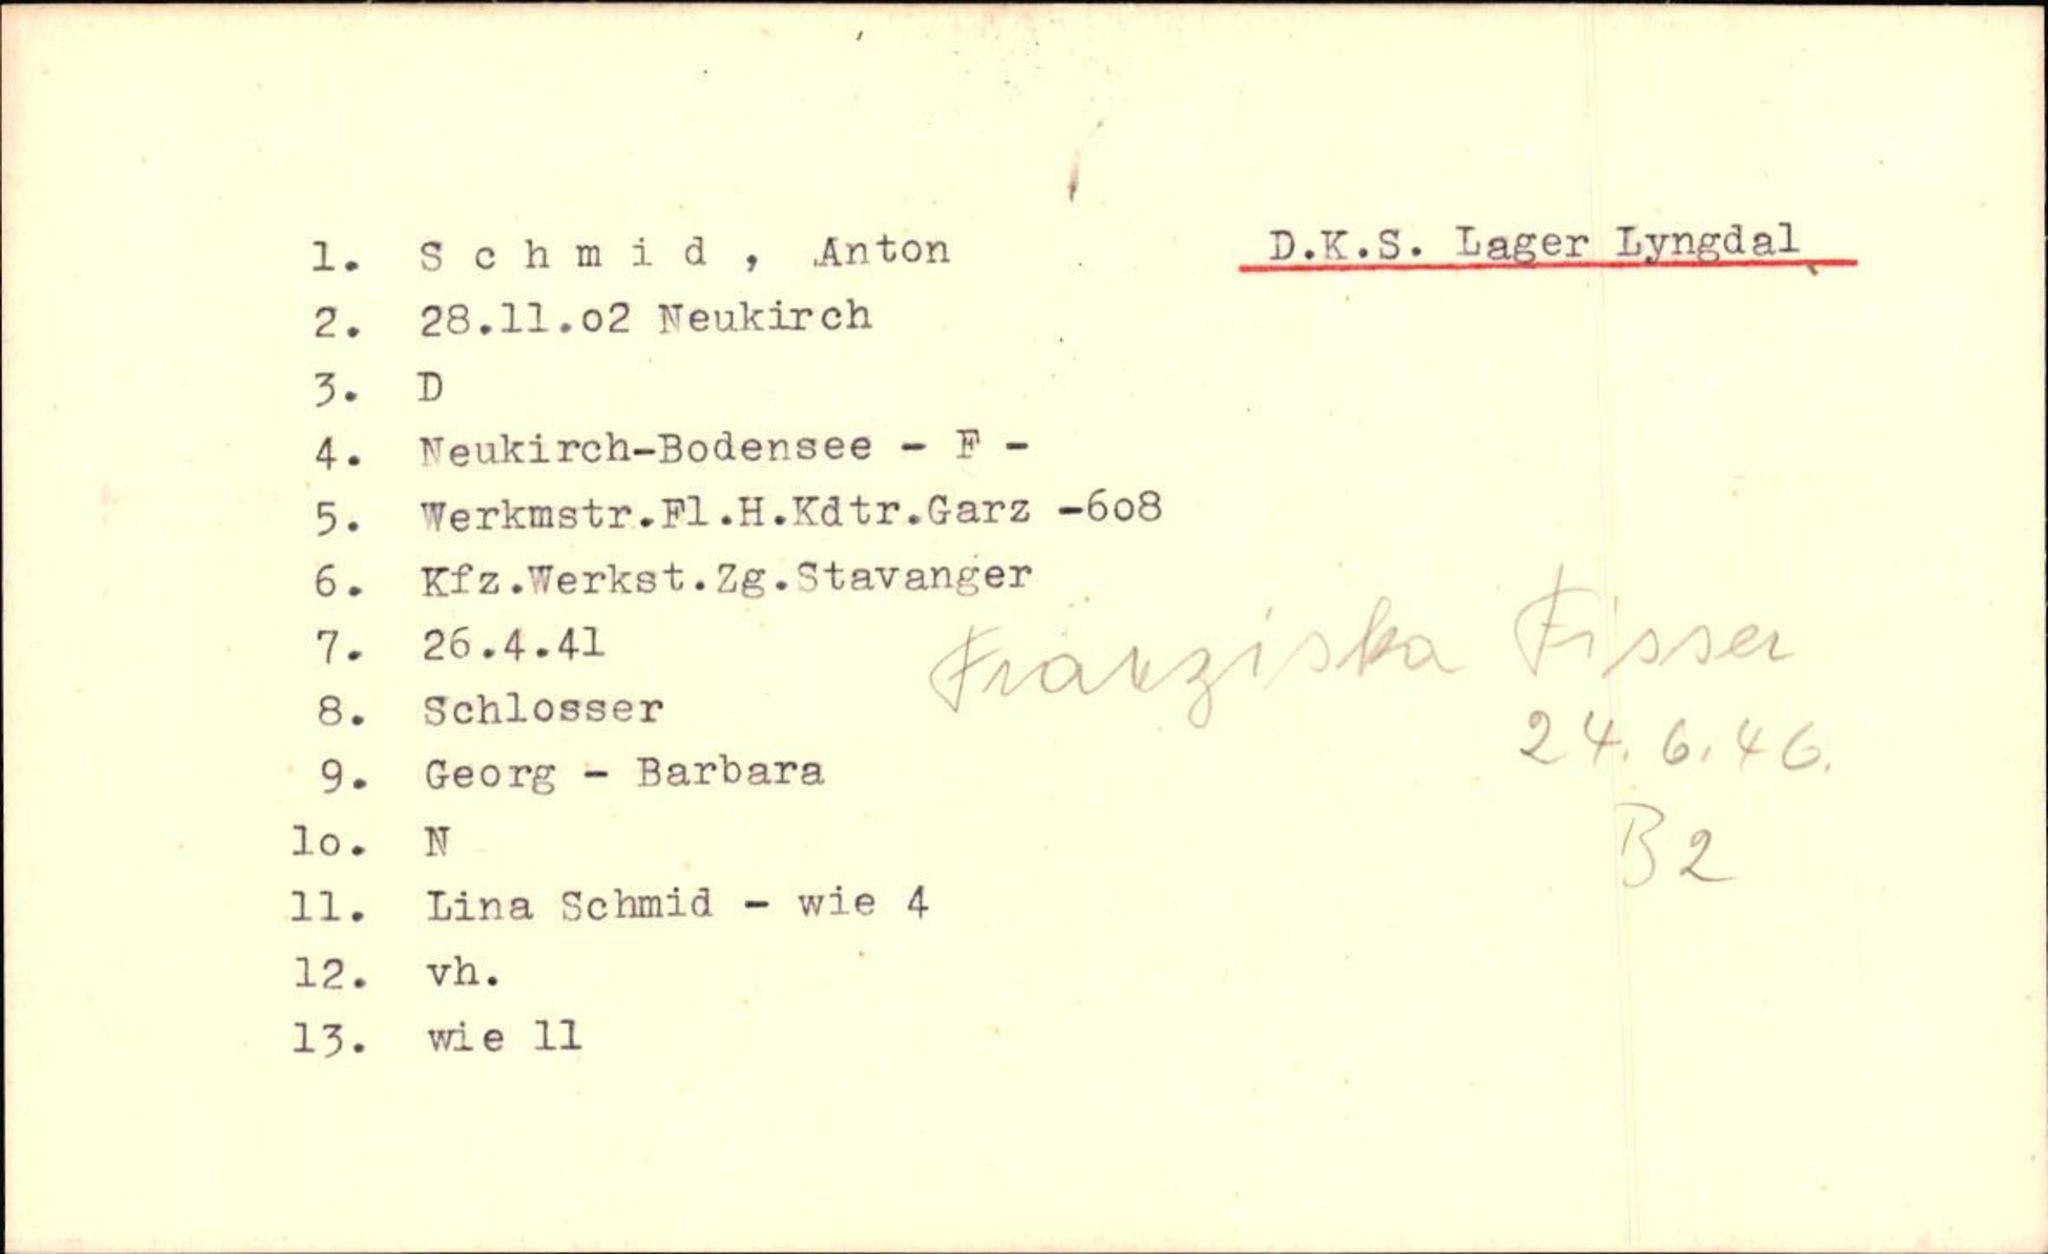 D.K.S. Lager Lyngdal
1. S c h m i d , Anton
2. 28.11.o2 Neukirch
3. D
4. Neukirch-Bodensee - F -
5. Werkmstr.Fl.H.Kdtr.Garz -6o8
6. Kfz.Werkst.Zg.Stavanger
7. 26.4.41
8. Schlosser
9. Georg - Barbara
lo. N
11. Lina Schmid - wie 4
12. vh.
13. wie 11
Franziska Fisser
24.6.46.
B2